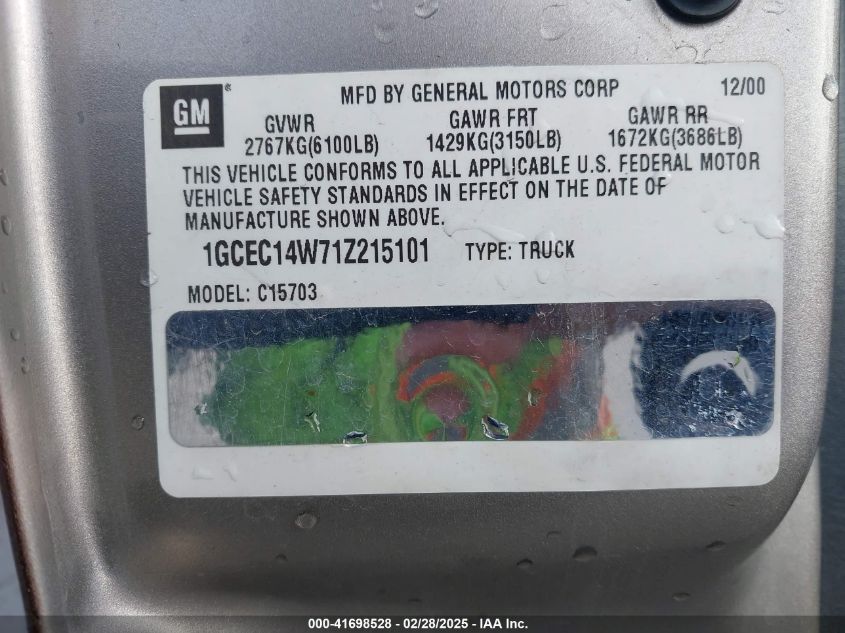 GM
MFD BY GENERAL MOTORS CORP 12/00
GVWR GAWR FRT GAWR RR
2767KG(6100LB) 1429KG(3150LB) 1672KG(3686LB)
THIS VEHICLE CONFORMS TO ALL APPLICABLE U.S. FEDERAL MOTOR
VEHICLE SAFETY STANDARDS IN EFFECT ON THE DATE OF
MANUFACTURE SHOWN ABOVE.
1GCEC14W71Z215101 TYPE: TRUCK
MODEL: C15703
000-41698528 - 02/28/2025 - IAA Inc.